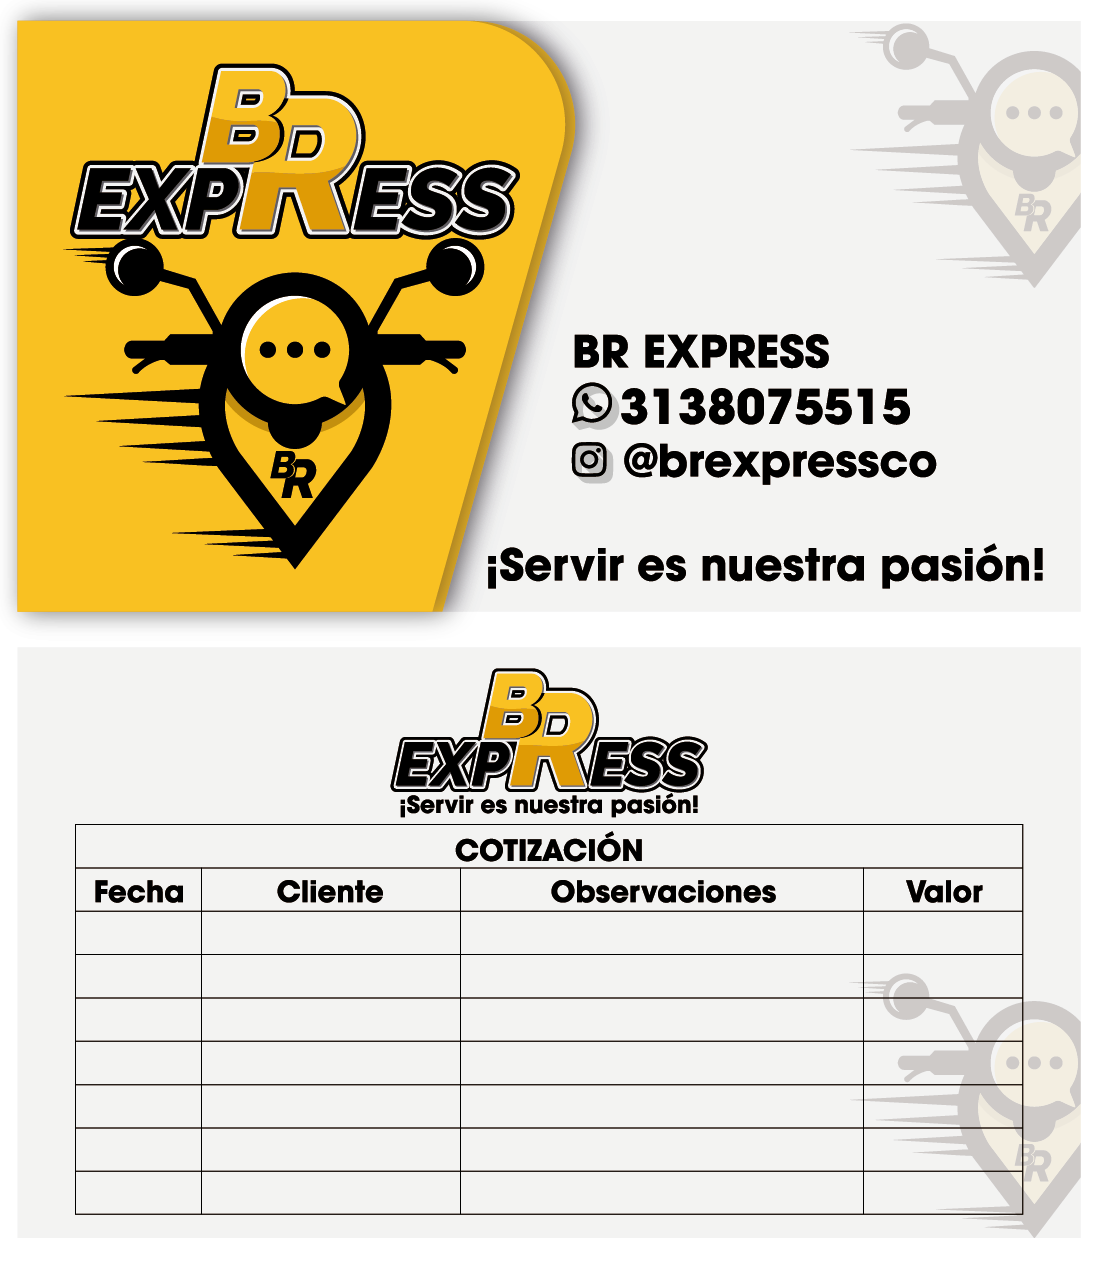 BR
EXPRESS
BR
BR
BR EXPRESS
3138075515
@brexpressco
¡Servir es nuestra pasión!
BR
EXPRESS
¡Servir es nuestra pasión!
COTIZACIÓN
Fecha Cliente Observaciones Valor
BR